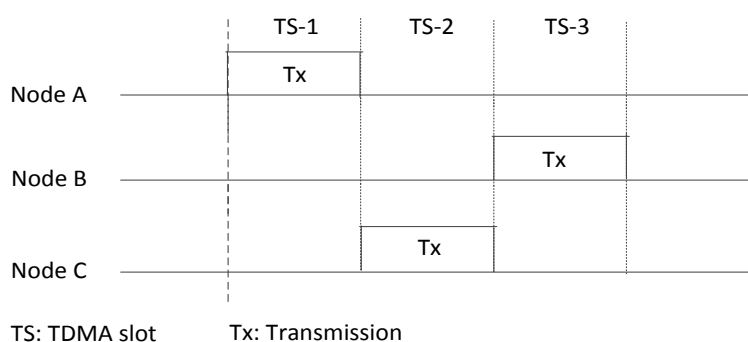 TS-1 TS-2 TS-3
Tx
Node A
Tx
Node B
Tx
Node C
TS: TDMA slot Tx: Transmission